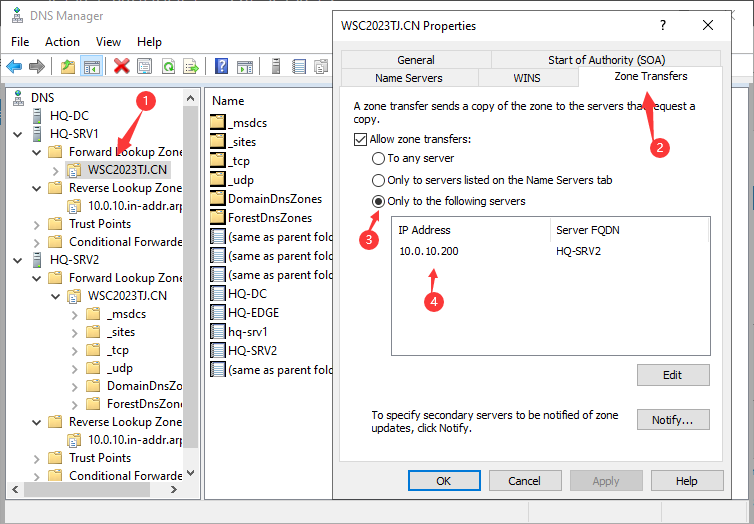 DNS Manager
File Action View Help
DNS
HQ-DC
HQ-SRV1
Forward Lookup Zone
WSC2023TJ.CN
Reverse Lookup Zone
10.0.10.in-addr.arp
Trust Points
Conditional Forwarde
HQ-SRV2
Forward Lookup Zone
WSC2023TJ.CN
_msdcs
_sites
_tcp
_udp
DomainDnsZo
ForestDnsZon
Reverse Lookup Zone
10.0.10.in-addr.arp
Trust Points
Conditional Forwarde
Name
_msdcs
_sites
_tcp
_udp
DomainDnsZones
ForestDnsZones
(same as parent fold
(same as parent fold
(same as parent fold
HQ-DC
HQ-EDGE
hq-srv1
HQ-SRV2
(same as parent fold
WSC2023TJ.CN Properties
General Start of Authority (SOA)
Name Servers WINS Zone Transfers
A zone transfer sends a copy of the zone to the servers that request a
copy.
Allow zone transfers:
To any server
Only to servers listed on the Name Servers tab
Only to the following servers
IP Address Server FQDN
10.0.10.200 HQ-SRV2
Edit
To specify secondary servers to be notified of zone
updates, click Notify.
Notify...
OK Cancel Apply Help
1
2
3
4